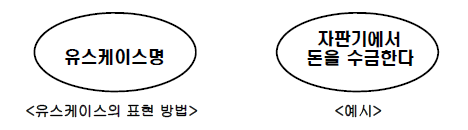 유스케이스명
자판기에서
돈을 수금한다
<유스케이스의 표현 방법>
<예시>